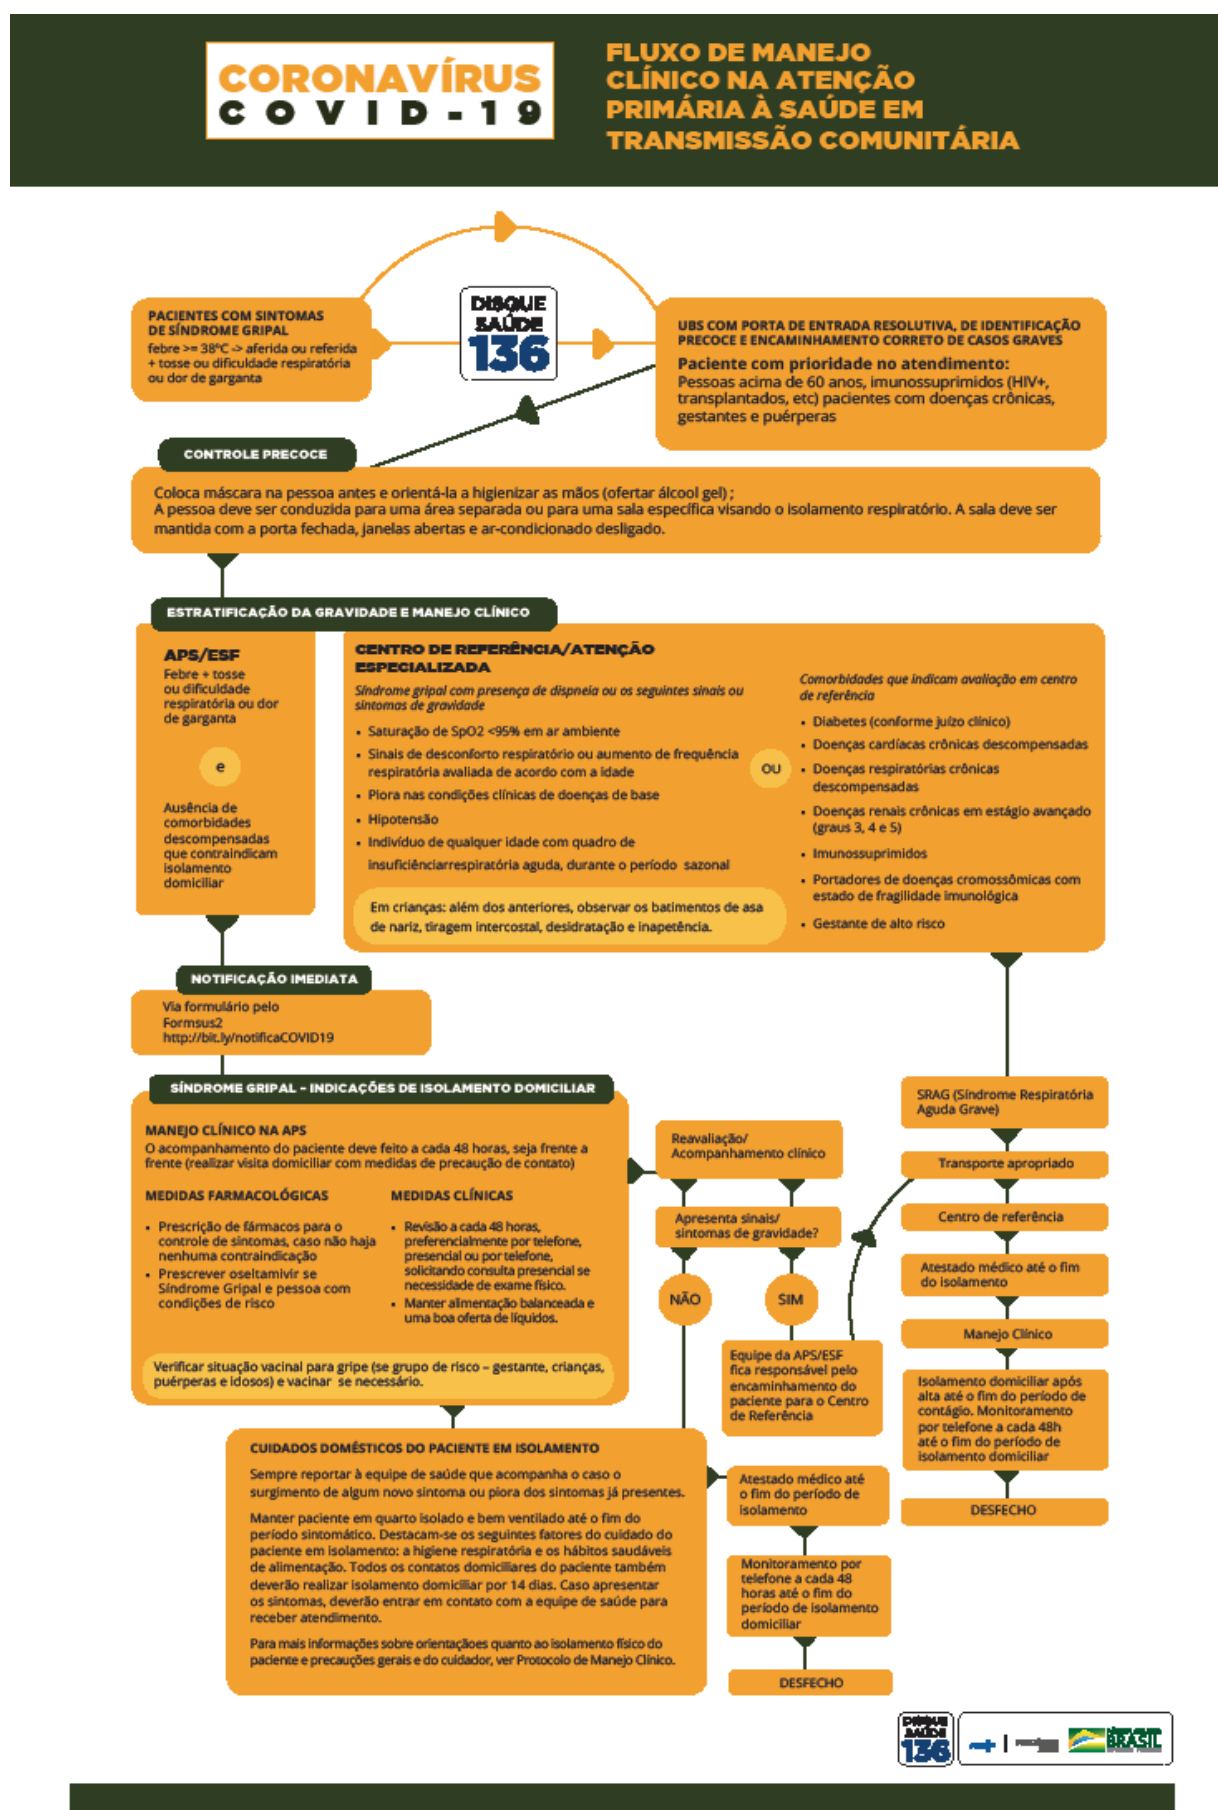 CORONAVÍRUS
COVID-19
FLUXO DE MANEJO
CLÍNICO NA ATENÇÃO
PRIMÁRIA À SAÚDE EM
TRANSMISSÃO COMUNITÁRIA
PACIENTES COM SINTOMAS
DE SÍNDROME GRIPAL
febre >= 38ºC -> aferida ou referida
+ tosse ou dificuldade respiratória
ou dor de garganta
DISQUE
SAÚDE
136
UBS COM PORTA DE ENTRADA RESOLUTIVA, DE IDENTIFICAÇÃO
PRECOCE E ENCAMINHAMENTO CORRETO DE CASOS GRAVES
Paciente com prioridade no atendimento:
Pessoas acima de 60 anos, imunossuprimidos (HIV+,
transplantados, etc) pacientes com doenças crônicas,
gestantes e puérperas
CONTROLE PRECOCE
Coloca máscara na pessoa antes e orientá-la a higienizar as mãos (ofertar álcool gel) ;
A pessoa deve ser conduzida para uma área separada ou para uma sala específica visando o isolamento respiratório. A sala deve ser
mantida com a porta fechada, janelas abertas e ar-condicionado desligado.
ESTRATIFICAÇÃO DA GRAVIDADE E MANEJO CLÍNICO
APS/ESF
Febre + tosse
ou dificuldade
respiratória ou dor
de garganta
e
Ausência de
comorbidades
descompensadas
que contraindicam
isolamento
domiciliar
CENTRO DE REFERÊNCIA/ATENÇÃO
ESPECIALIZADA
Síndrome gripal com presença de dispneia ou os seguintes sinais ou
sintomas de gravidade
• Saturação de SpO2 <95% em ar ambiente
• Sinais de desconforto respiratório ou aumento de frequência
respiratória avaliada de acordo com a idade
• Piora nas condições clínicas de doenças de base
• Hipotensão
• Indivíduo de qualquer idade com quadro de
insuficiênciarrespiratória aguda, durante o período sazonal
Em crianças: além dos anteriores, observar os batimentos de asa
de nariz, tiragem intercostal, desidratação e inapetência.
OU
Comorbidades que indicam avaliação em centro
de referência
• Diabetes (conforme juízo clínico)
• Doenças cardíacas crônicas descompensadas
• Doenças respiratórias crônicas
descompensadas
• Doenças renais crônicas em estágio avançado
(graus 3, 4 e 5)
• Imunossuprimidos
• Portadores de doenças cromossômicas com
estado de fragilidade imunológica
• Gestante de alto risco
NOTIFICAÇÃO IMEDIATA
Via formulário pelo
Formsus2
http://bit.ly/notificaCOVID19
SÍNDROME GRIPAL - INDICAÇÕES DE ISOLAMENTO DOMICILIAR
MANEJO CLÍNICO NA APS
O acompanhamento do paciente deve feito a cada 48 horas, seja frente a
frente (realizar visita domiciliar com medidas de precaução de contato)
MEDIDAS FARMACOLÓGICAS
• Prescrição de fármacos para o
controle de sintomas, caso não haja
nenhuma contraindicação
• Prescrever oseltamivir se
Síndrome Gripal e pessoa com
condições de risco
MEDIDAS CLÍNICAS
• Revisão a cada 48 horas,
preferencialmente por telefone,
presencial ou por telefone,
solicitando consulta presencial se
necessidade de exame físico.
• Manter alimentação balanceada e
uma boa oferta de líquidos.
Verificar situação vacinal para gripe (se grupo de risco – gestante, crianças,
puérperas e idosos) e vacinar se necessário.
Reavaliação/
Acompanhamento clínico
Apresenta sinais/
sintomas de gravidade?
NÃO
SIM
Equipe da APS/ESF
fica responsável pelo
encaminhamento do
paciente para o Centro
de Referência
SRAG (Síndrome Respiratória
Aguda Grave)
Transporte apropriado
Centro de referência
Atestado médico até o fim
do isolamento
Manejo Clínico
Isolamento domiciliar após
alta até o fim do período de
contágio. Monitoramento
por telefone a cada 48h
até o fim do período de
isolamento domiciliar
DESFECHO
CUIDADOS DOMÉSTICOS DO PACIENTE EM ISOLAMENTO
Sempre reportar à equipe de saúde que acompanha o caso o
surgimento de algum novo sintoma ou piora dos sintomas já presentes.
Manter paciente em quarto isolado e bem ventilado até o fim do
período sintomático. Destacam-se os seguintes fatores do cuidado do
paciente em isolamento: a higiene respiratória e os hábitos saudáveis
de alimentação. Todos os contatos domiciliares do paciente também
deverão realizar isolamento domiciliar por 14 dias. Caso apresentar
os sintomas, deverão entrar em contato com a equipe de saúde para
receber atendimento.
Para mais informações sobre orientaçãoes quanto ao isolamento físico do
paciente e precauções gerais e do cuidador, ver Protocolo de Manejo Clínico.
Atestado médico até
o fim do período de
isolamento
Monitoramento por
telefone a cada 48
horas até o fim do
período de isolamento
domiciliar
DESFECHO
DISQUE
SAÚDE
136
BRASIL